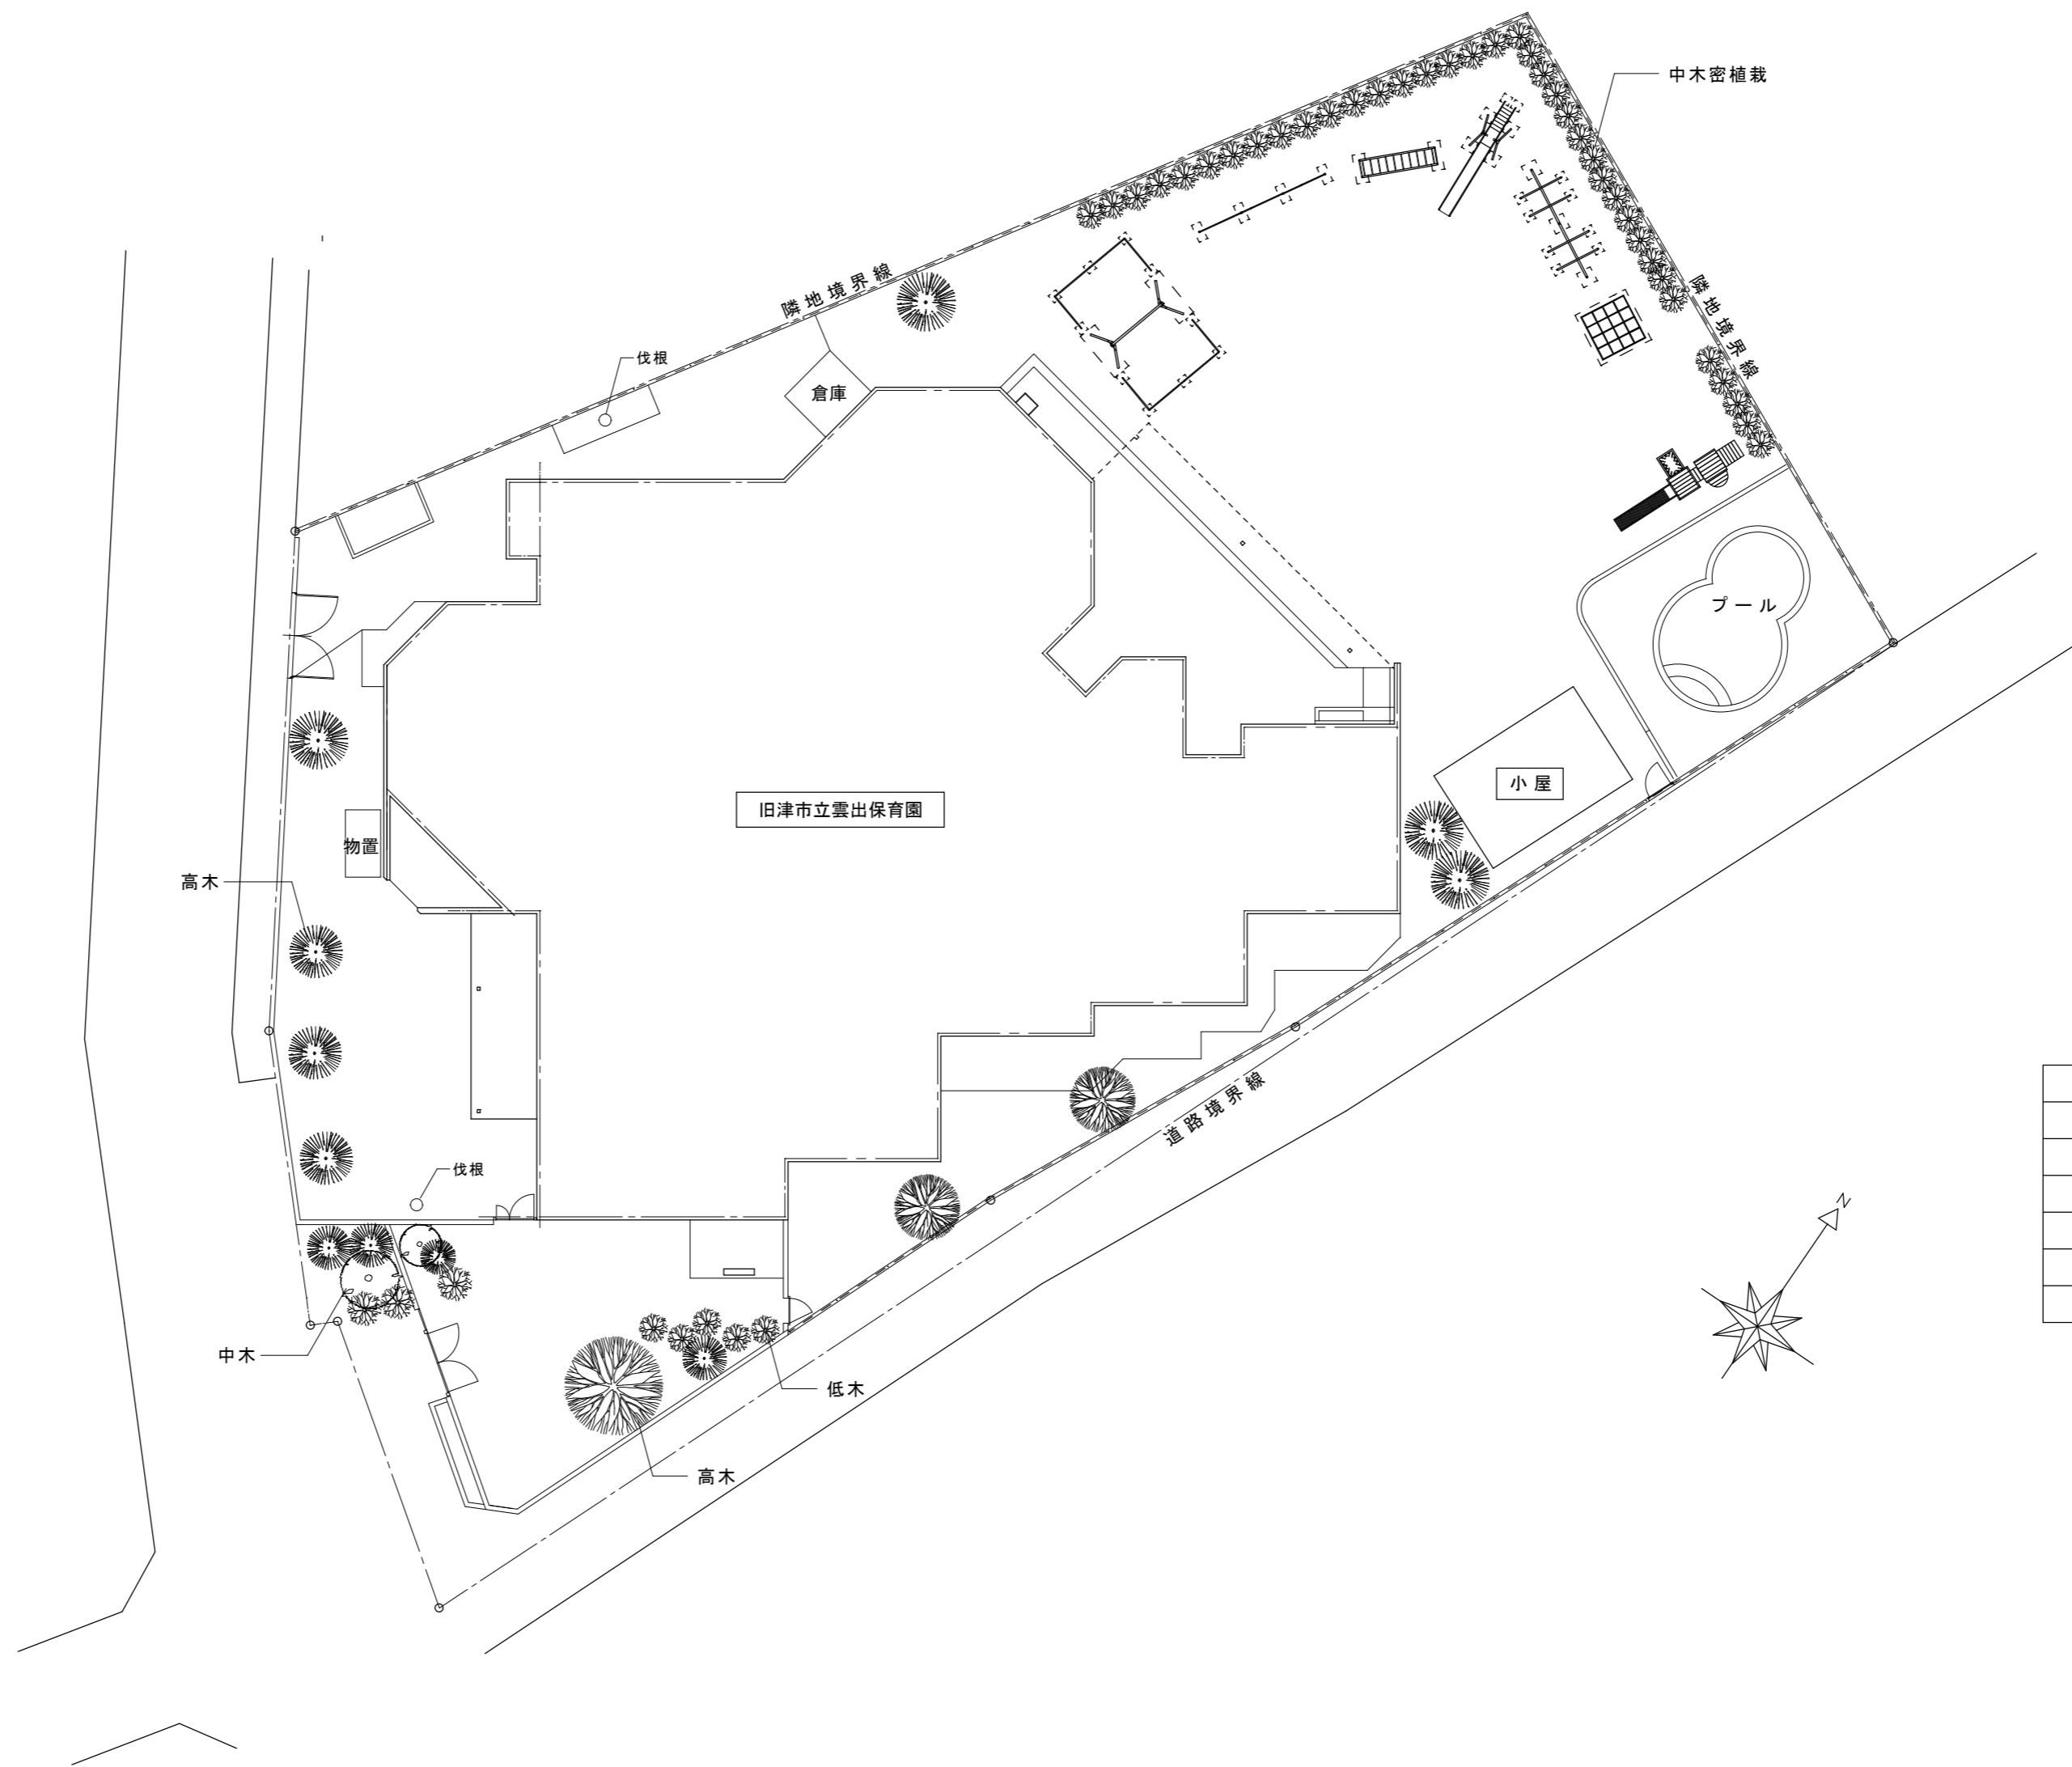 中木密植栽
隣地境界線
隣地境界線
伐根
倉庫
プール
小屋
旧津市立雲出保育園
物置
高木
道路境界線
伐根
N
中木
低木
高木